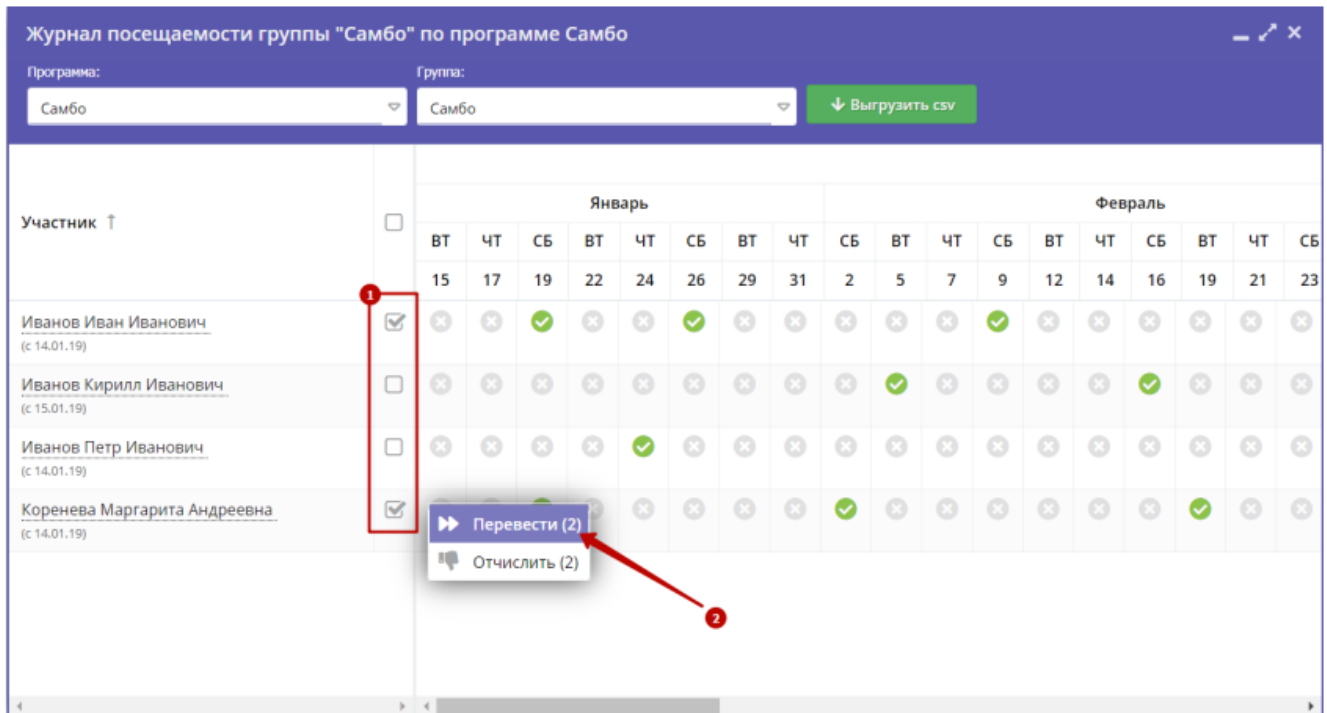 Журнал посещаемости группы "Самбо" по программе Самбо
Программа: Группа:
Самбо Самбо Выгрузить csv
Январь Февраль
Участник ↑
ВТ ЧТ СБ ВТ ЧТ СБ ВТ ЧТ СБ ВТ ЧТ СБ ВТ ЧТ СБ ВТ ЧТ СБ
15 17 19 22 24 26 29 31 2 5 7 9 12 14 16 19 21 23
1
Иванов Иван Иванович
(с 14.01.19)
Иванов Кирилл Иванович
(с 15.01.19)
Иванов Петр Иванович
(с 14.01.19)
Коренева Маргарита Андреевна
(с 14.01.19)
Перевести (2)
Отчислить (2)
2